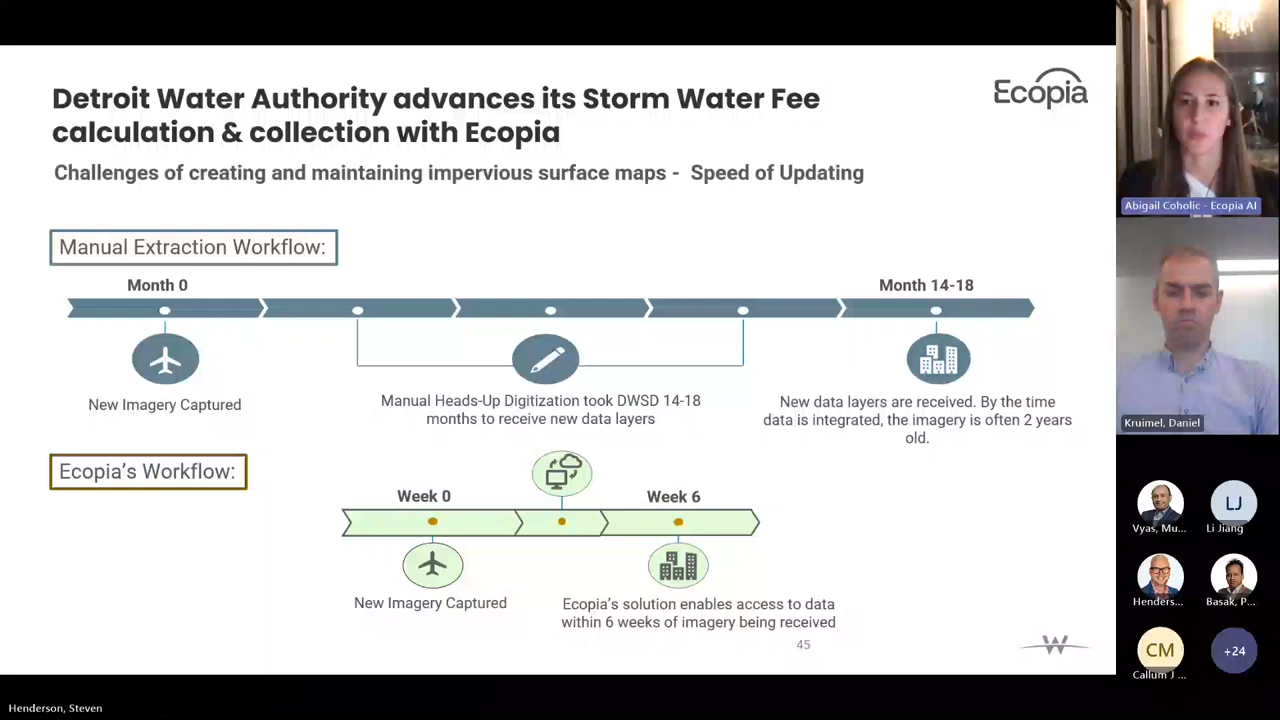 Detroit Water Authority advances its Storm Water Fee
calculation & collection with Ecopia
Ecopia
Challenges of creating and maintaining impervious surface maps - Speed of Updating
Manual Extraction Workflow:
Month 0
Month 14-18
New Imagery Captured
Manual Heads-Up Digitization took DWSD 14-18
months to receive new data layers
New data layers are received. By the time
data is integrated, the imagery is often 2 years
old.
Ecopia's Workflow:
Week 0
Week 6
New Imagery Captured
Ecopia's solution enables access to data
within 6 weeks of imagery being received
45
W
Abigail Coholic - Ecopia AI
Kruimel, Daniel
Vyas, Mu...
LJ
Li Jiang
Henders...
Basak, P...
CM
Callum J ...
+24
Henderson, Steven